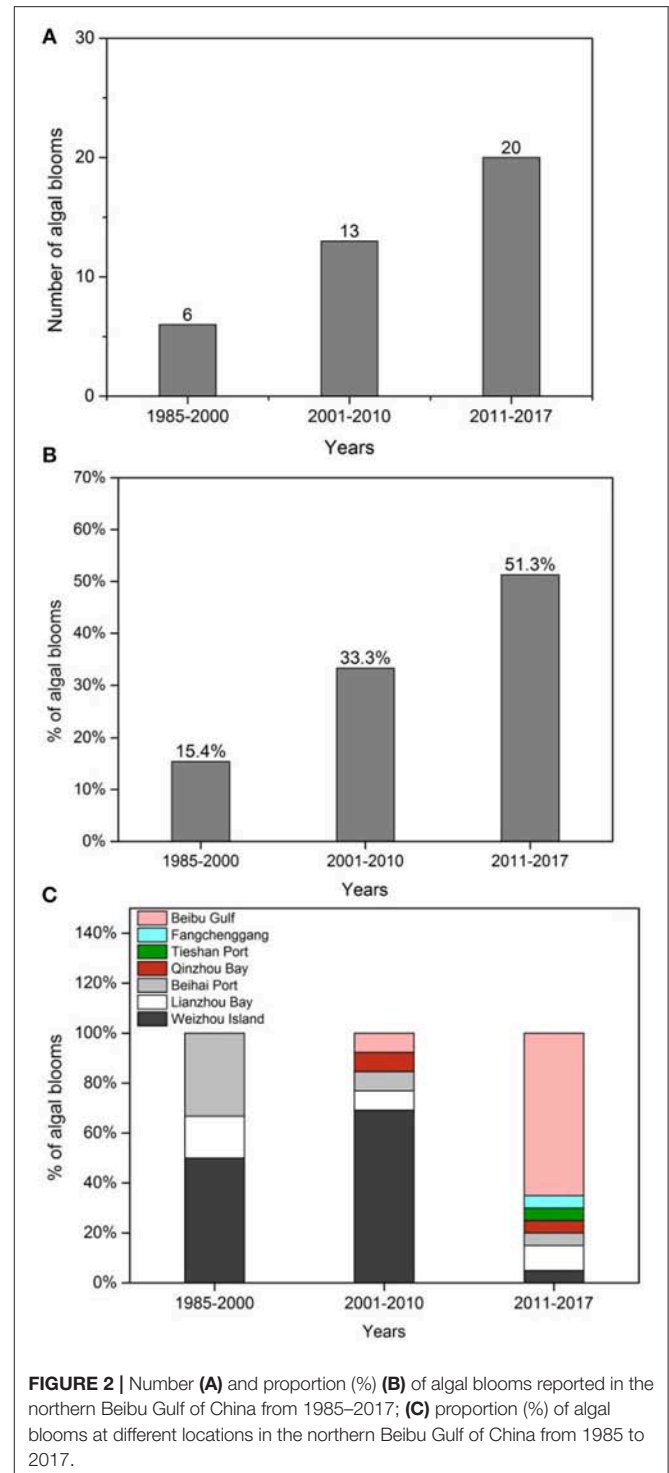 A
30
20
10
0
Number of algal blooms
6
13
20
1985-2000
2001-2010
2011-2017
Years
B
70%
60%
50%
40%
30%
20%
10%
0%
% of algal blooms
15.4%
33.3%
51.3%
1985-2000
2001-2010
2011-2017
Years
C
140%
120%
100%
80%
60%
40%
20%
0%
% of algal blooms
Beibu Gulf
Fangchenggang
Tieshan Port
Qinzhou Bay
Beihai Port
Lianzhou Bay
Weizhou Island
1985-2000
2001-2010
2011-2017
Years
FIGURE 2 | Number (A) and proportion (%) (B) of algal blooms reported in the
northern Beibu Gulf of China from 1985–2017; (C) proportion (%) of algal
blooms at different locations in the northern Beibu Gulf of China from 1985 to
2017.